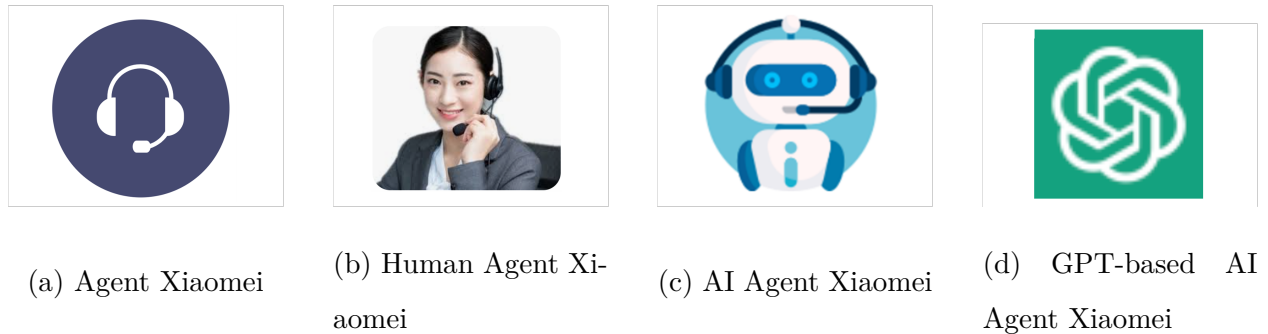 (a) Agent Xiaomei
(b) Human Agent Xi-
aomei
(c) AI Agent Xiaomei
(d) GPT-based AI
Agent Xiaomei